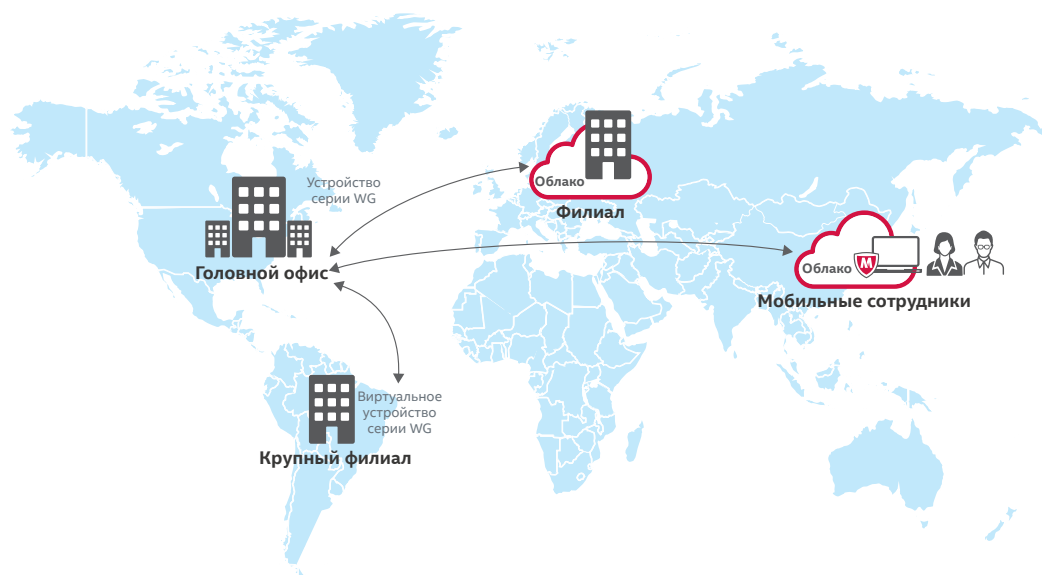 Устройство
серии WG
Головной офис
Облако
Филиал
Облако
M
Мобильные сотрудники
Виртуальное
устройство
серии WG
Крупный филиал